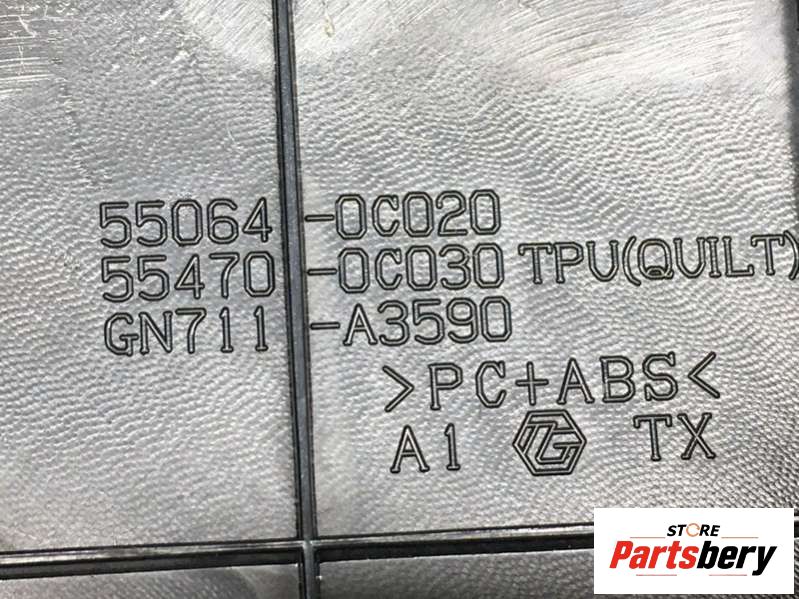 55064-0C020
55470-0C030 TPU(QUILT)
GN711-A3590
>PC+ABS<
A1 TX
STORE
Partsbery